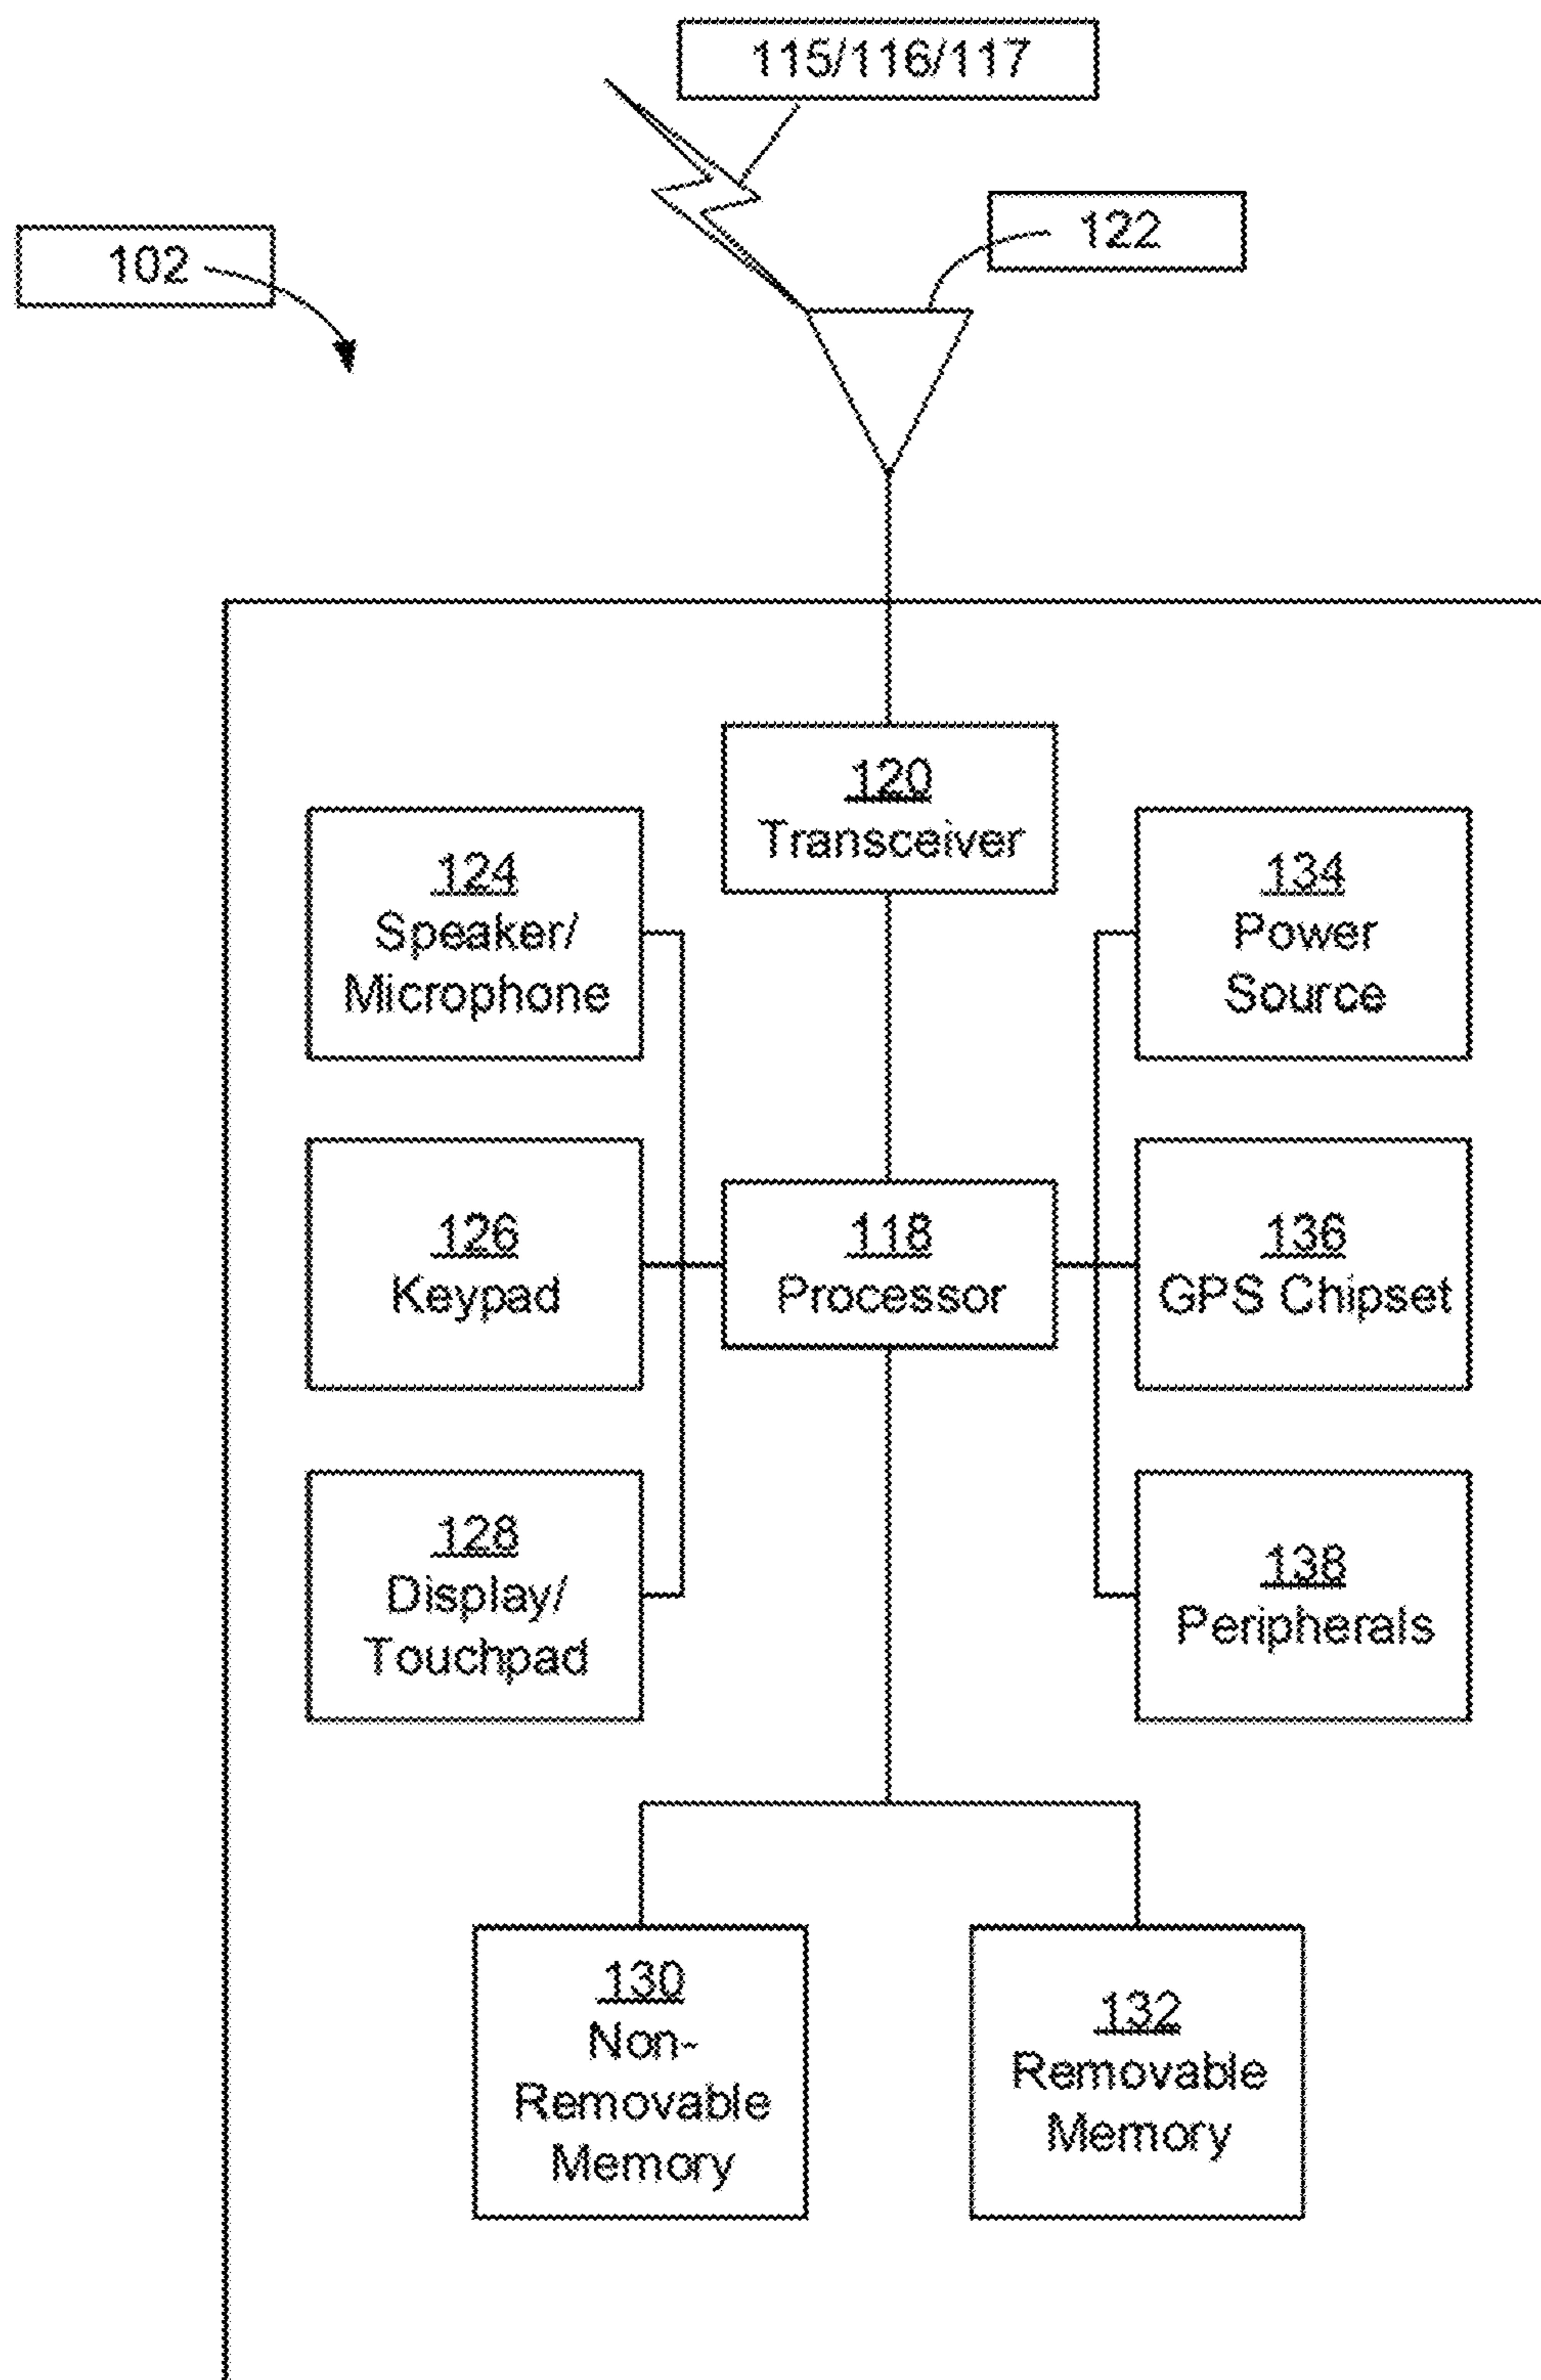 115/116/117
122
102
120
Transceiver
124
Speaker/
Microphone
134
Power
Source
126
Keypad
118
Processor
136
GPS Chipset
128
Display/
Touchpad
138
Peripherals
130
Non-
Removable
Memory
132
Removable
Memory